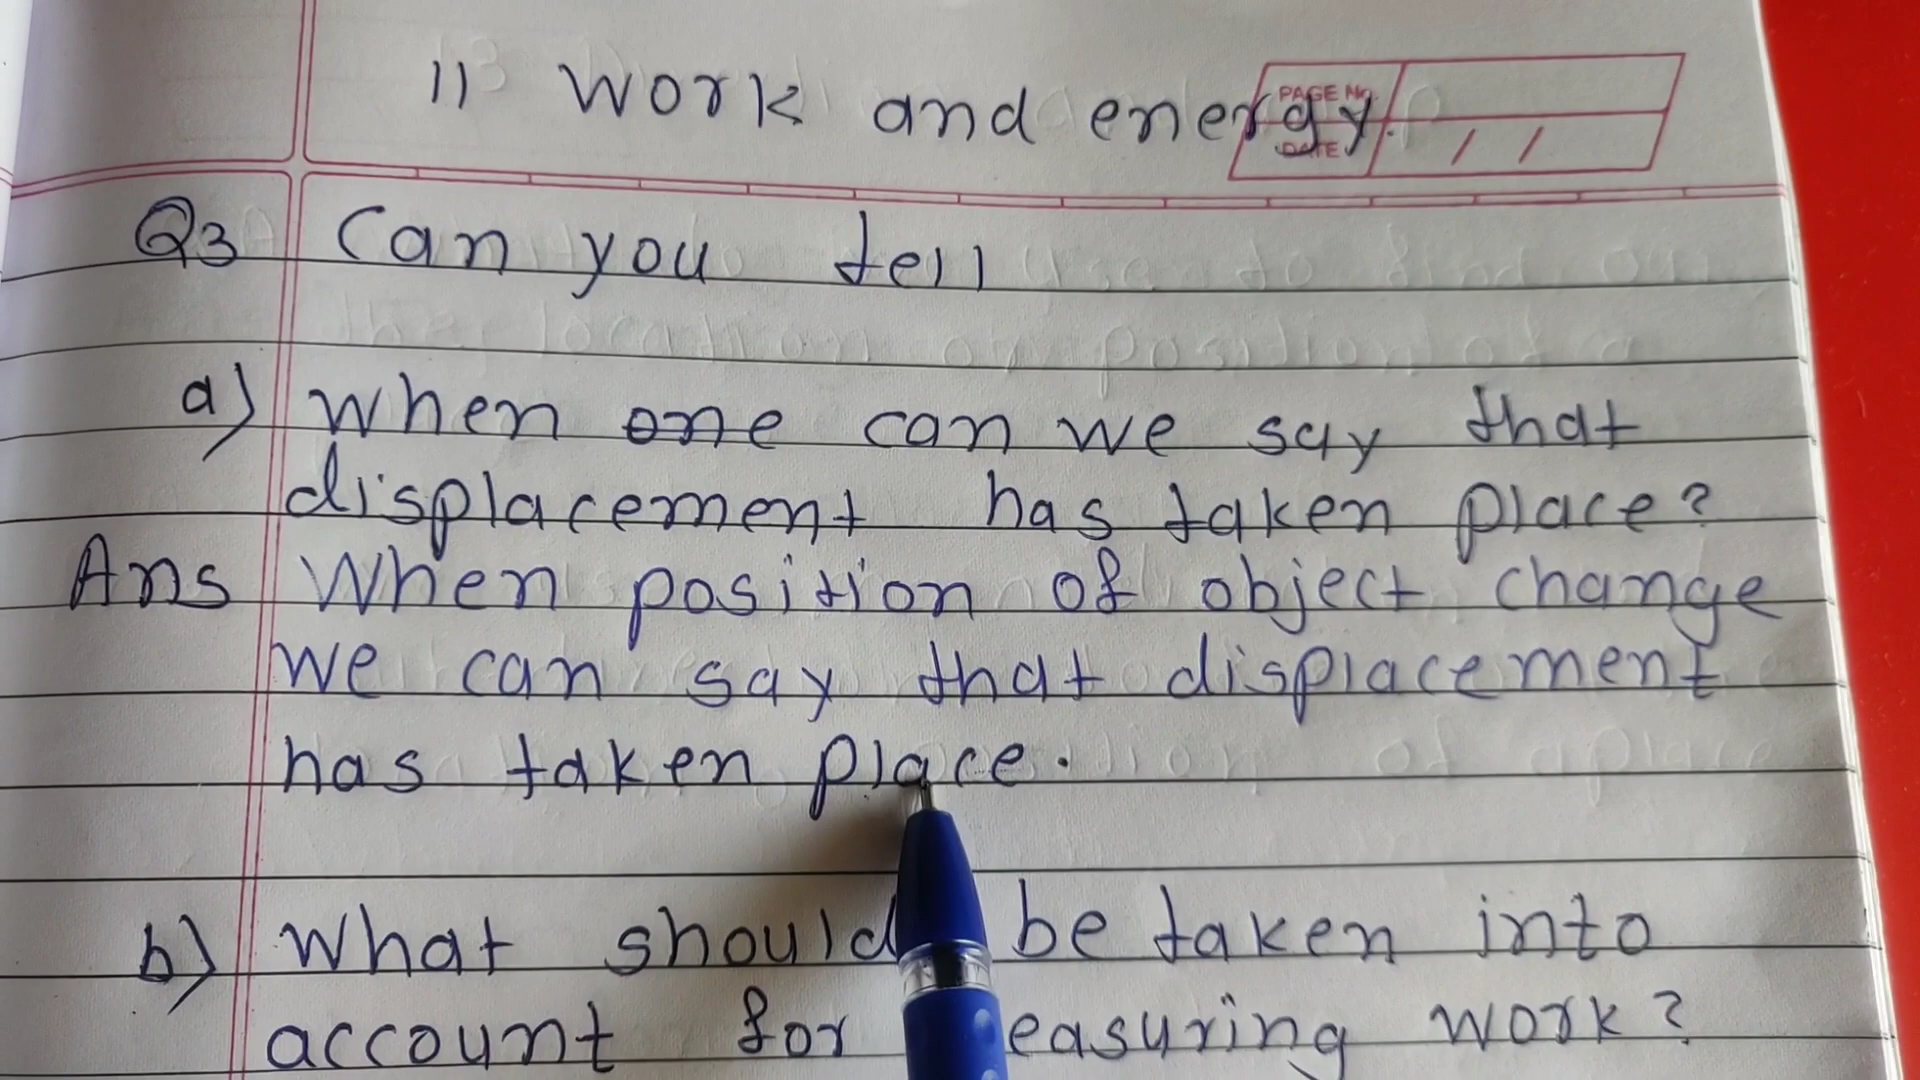 11 Work and energy.
PAGE No.
DATE / /
Q3 Can you tell
a) When one can we say that
displacement has taken place?
Ans When position of object change
we can say that displacement
has taken place.
b) What should be taken into
account for easuring work?